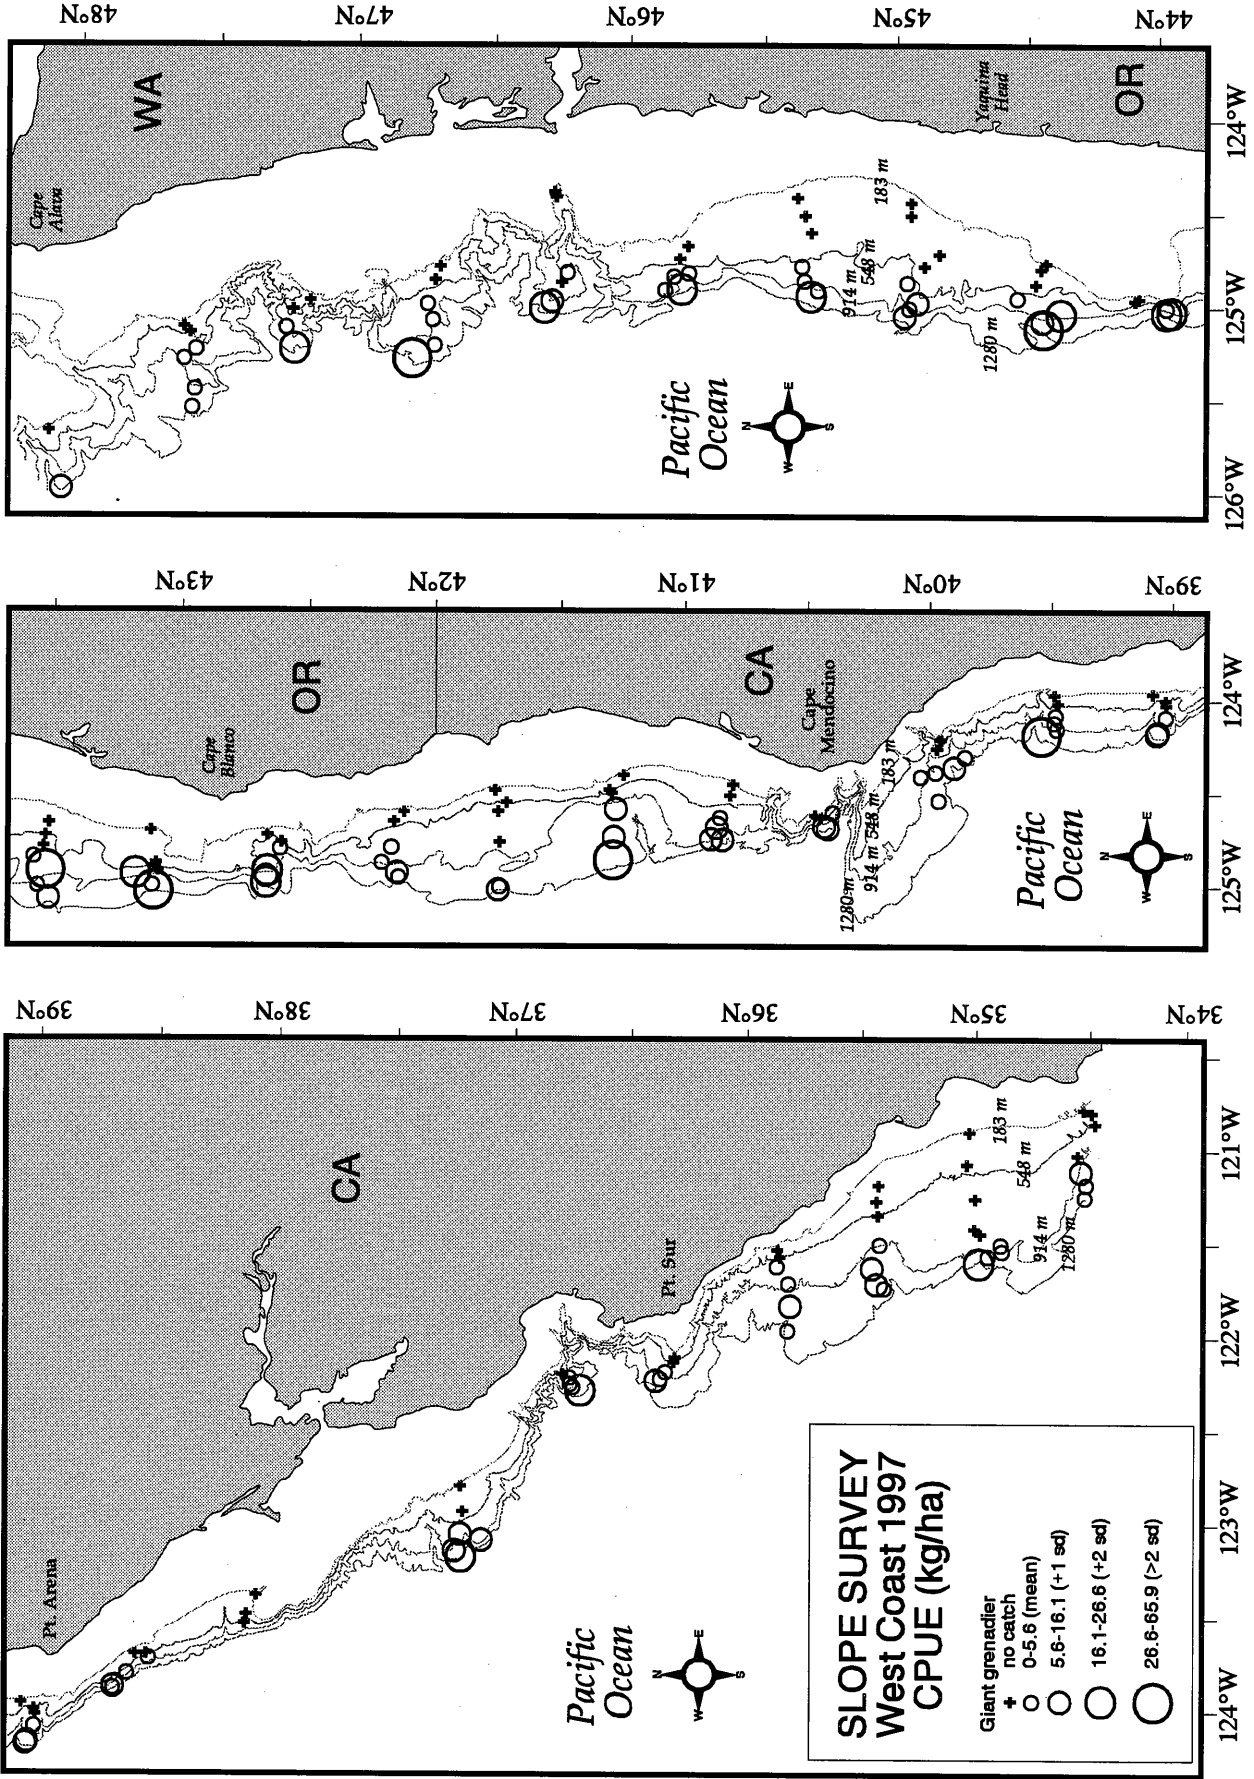 48°N
47°N
46°N
45°N
44°N
WA
Cape
Alava
Yaquina
Head
OR
183 m
548 m
914 m
1280 m
Pacific
Ocean
N
E
S
W
124°W
125°W
126°W
43°N
42°N
41°N
40°N
39°N
OR
Cape
Blanco
CA
Cape
Mendocino
183 m
548 m
914 m
1280 m
Pacific
Ocean
N
E
S
W
124°W
125°W
39°N
38°N
37°N
36°N
35°N
34°N
CA
Pt. Arena
Pt. Sur
183 m
548 m
914 m
1280 m
Pacific
Ocean
N
E
S
W
121°W
122°W
123°W
124°W
SLOPE SURVEY
West Coast 1997
CPUE (kg/ha)
Giant grenadier
no catch
0-5.6 (mean)
5.6-16.1 (+1 sd)
16.1-26.6 (+2 sd)
26.6-65.9 (>2 sd)